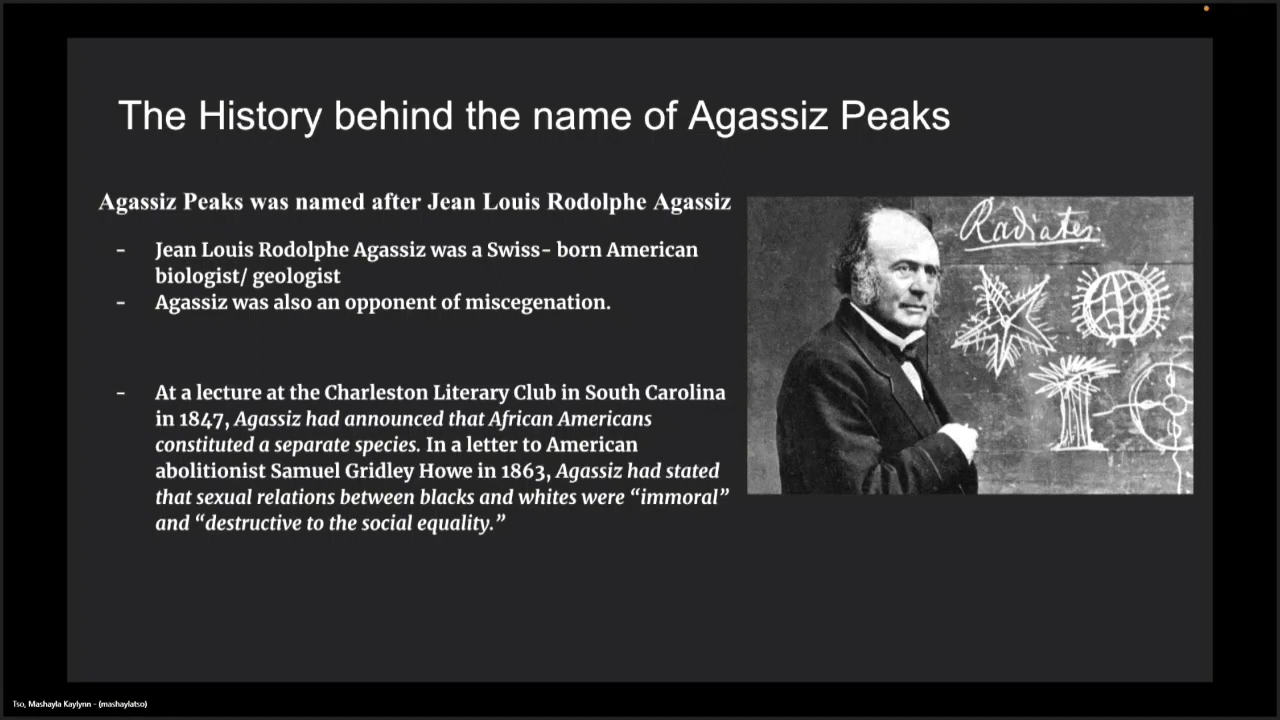 The History behind the name of Agassiz Peaks
Agassiz Peaks was named after Jean Louis Rodolphe Agassiz
- Jean Louis Rodolphe Agassiz was a Swiss- born American
biologist/ geologist
- Agassiz was also an opponent of miscegenation.
- At a lecture at the Charleston Literary Club in South Carolina
in 1847, Agassiz had announced that African Americans
constituted a separate species. In a letter to American
abolitionist Samuel Gridley Howe in 1863, Agassiz had stated
that sexual relations between blacks and whites were “immoral”
and “destructive to the social equality.”
Radiates.
Tso, Mashayla Kaylynn - (mashaylatso)